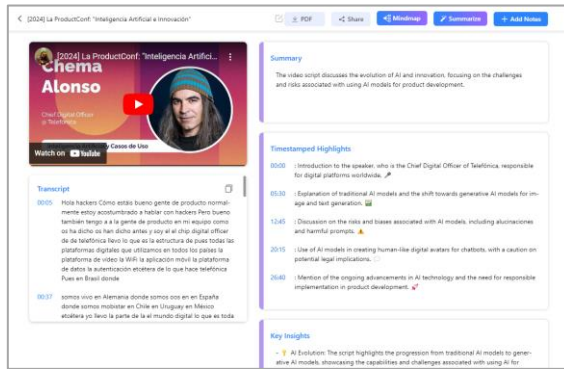 [2024] La ProductConf: "Inteligencia Artificial e Innovación"
PDF
Share
Mindmap
Summarize
+ Add Notes
[2024] La ProductConf: "Inteligencia Artifici...
Chema
Alonso
Chief Digital Officer
@ Telefónica
y Casos de Uso
Watch on YouTube
Transcript
00:05 Hola hackers Cómo estáis bueno gente de producto normal-
mente estoy acostumbrado a hablar con hackers Pero bueno
también tengo a a la gente de producto en mi equipo como
os ha dicho os han dicho antes y soy el el chip digital officer
de de telefónica llevo lo que es la estructura de pues todas las
plataformas digitales que utilizamos en todos los países la
plataforma de vídeo la WiFi la aplicación móvil la plataforma
de datos la autenticación etcétera de lo que hace telefónica
Pues en Brasil donde
00:37 somos vivo en Alemania donde somos oos en en España
donde somos mobistar en Chile en Uruguay en México
etcétera yo llevo la parte de la el mundo digital lo que es toda
Summary
The video script discusses the evolution of AI and innovation, focusing on the challenges
and risks associated with using AI models for product development.
Timestamped Highlights
00:00 : Introduction to the speaker, who is the Chief Digital Officer of Telefónica, responsible
for digital platforms worldwide.
05:30 : Explanation of traditional AI models and the shift towards generative AI models for im-
age and text generation.
12:45 : Discussion on the risks and biases associated with AI models, including alucinaciones
and harmful prompts.
20:15 : Use of AI models in creating human-like digital avatars for chatbots, with a caution on
potential legal implications.
26:40 : Mention of the ongoing advancements in AI technology and the need for responsible
implementation in product development.
Key Insights
- AI Evolution: The script highlights the progression from traditional AI models to gener-
ative AI models, showcasing the capabilities and challenges associated with using AI for